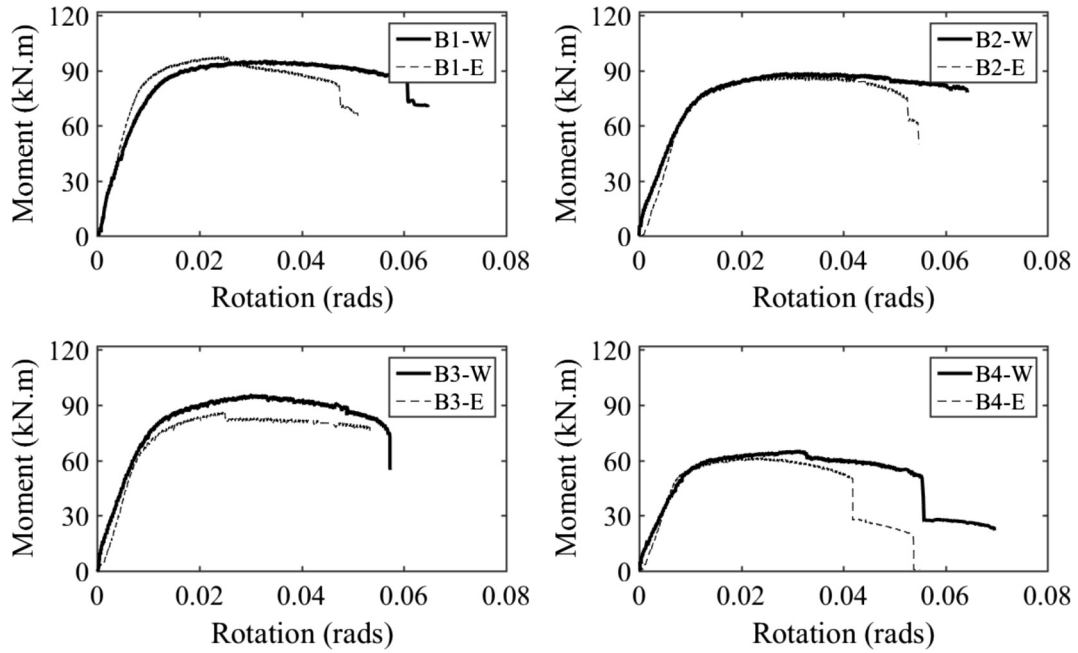 120
90
60
30
0
Moment (kN.m)
B1-W
B1-E
0 0.02 0.04 0.06 0.08
Rotation (rads)
120
90
60
30
0
Moment (kN.m)
B2-W
B2-E
0 0.02 0.04 0.06 0.08
Rotation (rads)
120
90
60
30
0
Moment (kN.m)
B3-W
B3-E
0 0.02 0.04 0.06 0.08
Rotation (rads)
120
90
60
30
0
Moment (kN.m)
B4-W
B4-E
0 0.02 0.04 0.06 0.08
Rotation (rads)